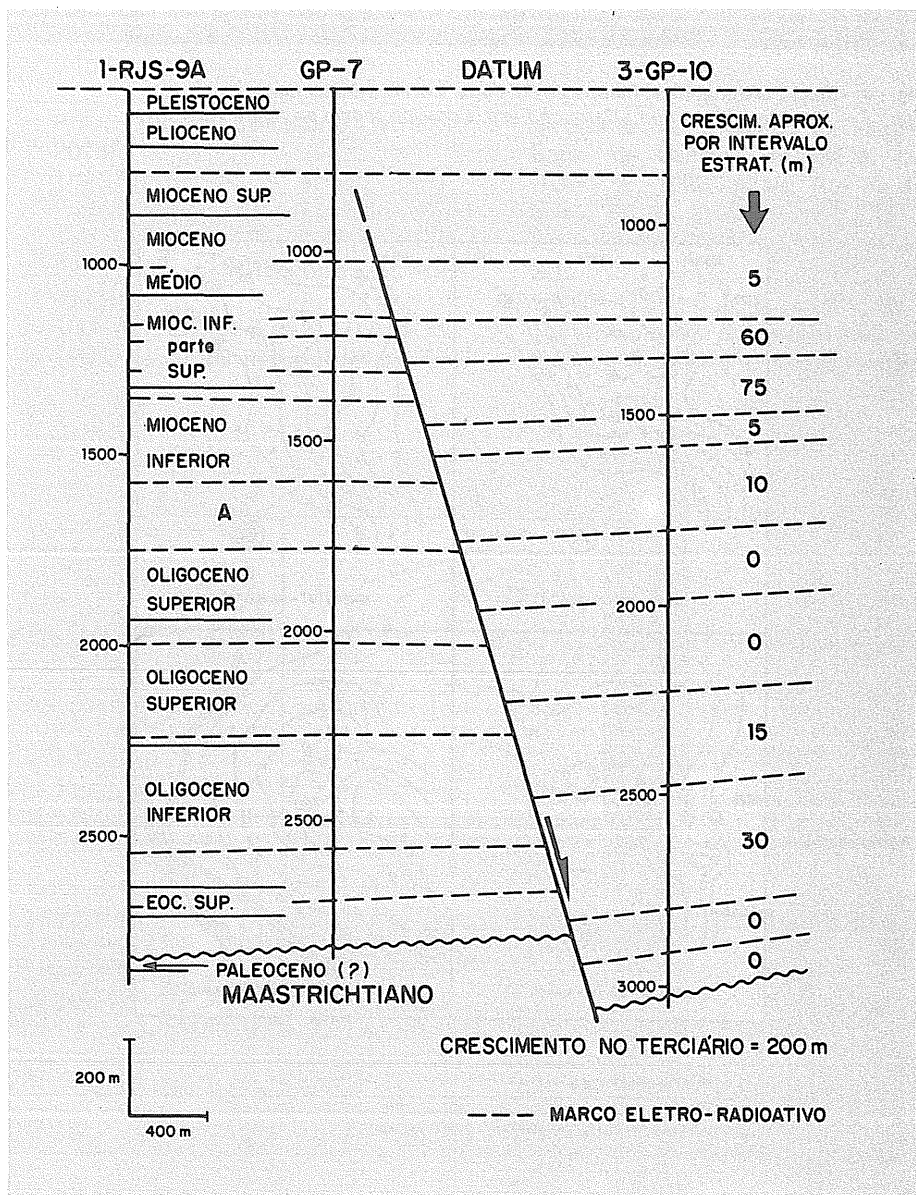 1-RJS-9A GP-7 DATUM 3-GP-10
PLEISTOCENO
PLIOCENO
MIOCENO SUP.
MIOCENO
MÉDIO
MIOC. INF.
parte
SUP.
MIOCENO
INFERIOR
A
OLIGOCENO
SUPERIOR
OLIGOCENO
SUPERIOR
OLIGOCENO
INFERIOR
EOC. SUP.
PALEOCENO (?)
MAASTRICHTIANO
1000
1500
2000
2500
1000
1500
2000
2500
1000
1500
2000
2500
3000
CRESCIM. APROX.
POR INTERVALO
ESTRAT. (m)
5
60
75
5
10
0
0
15
30
0
0
CRESCIMENTO NO TERCIÁRIO = 200 m
200 m
400 m
MARCO ELETRO-RADIOATIVO